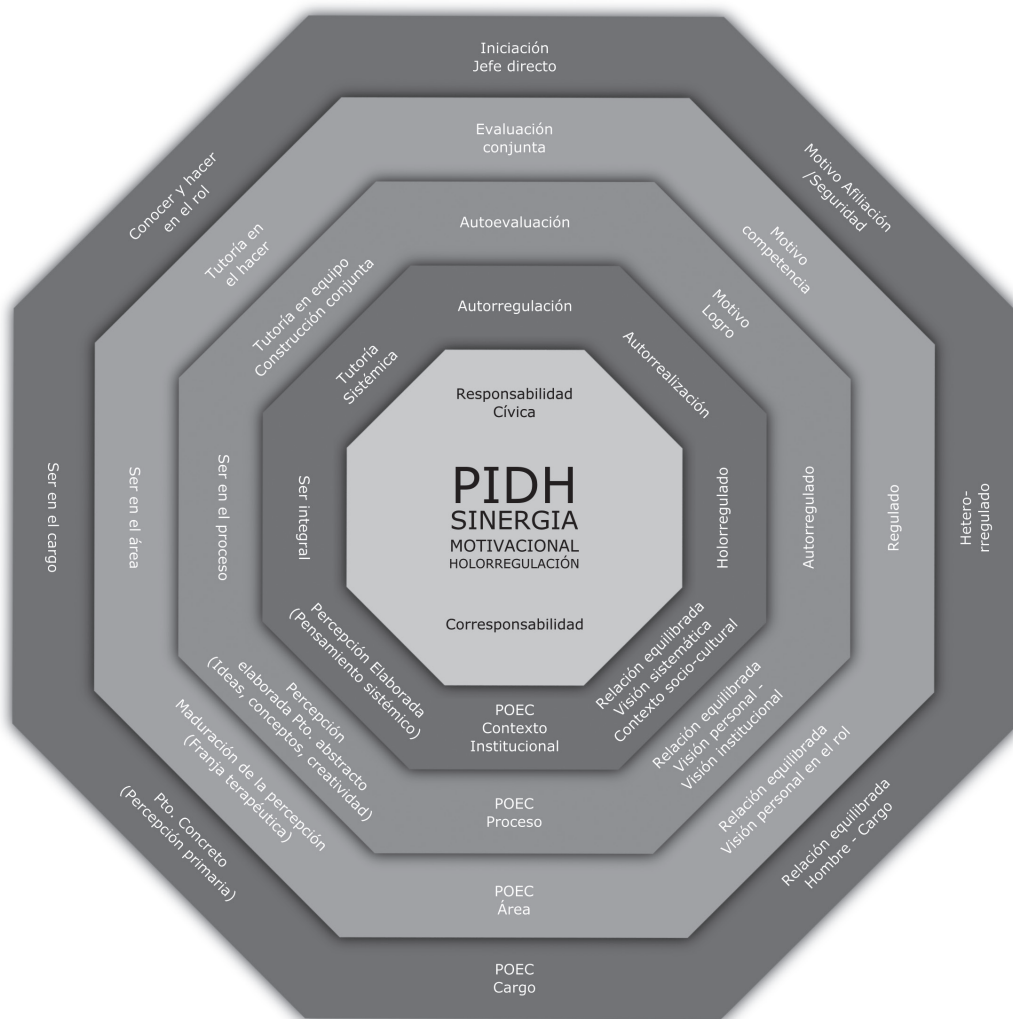 Iniciación
Jefe directo
Conocer y hacer
en el rol
Motivo Afiliación
/Seguridad
Evaluación
conjunta
Tutoría en
el hacer
Motivo
competencia
Autoevaluación
Tutoría en equipo
Construcción conjunta
Motivo
Logro
Autorregulación
Tutoría
Sistémica
Autorrealización
Responsabilidad
Cívica
PIDH
SINERGIA
MOTIVACIONAL
HOLORREGULACIÓN
Corresponsabilidad
Ser en el cargo
Ser en el área
Ser en el proceso
Ser integral
Holorregulado
Autorregulado
Regulado
Hetero-
rregulado
Percepción Elaborada
(Pensamiento sistémico)
Relación equilibrada
Visión sistemática
Contexto socio-cultural
POEC
Contexto
Institucional
Percepción
elaborada Pto. abstracto
(Ideas, conceptos, creatividad)
Relación equilibrada
Visión personal -
Visión institucional
POEC
Proceso
Maduración de la percepción
(Franja terapéutica)
Relación equilibrada
Visión personal en el rol
POEC
Área
Pto. Concreto
(Percepción primaria)
Relación equilibrada
Hombre - Cargo
POEC
Cargo